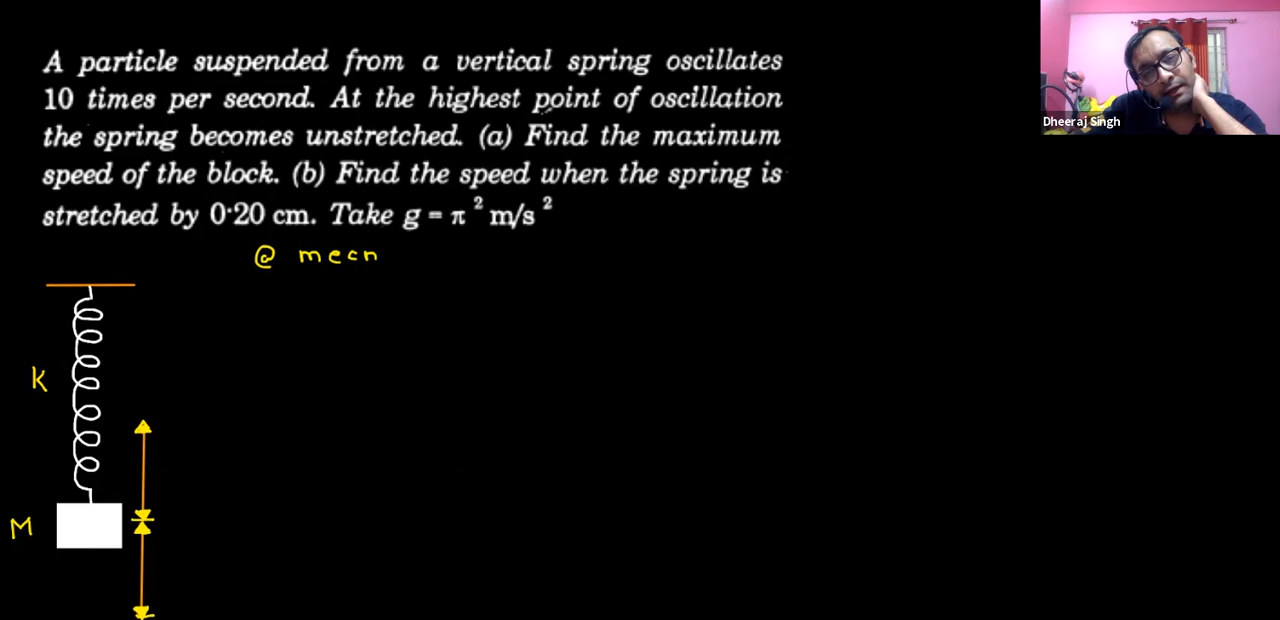 A particle suspended from a vertical spring oscillates
10 times per second. At the highest point of oscillation
the spring becomes unstretched. (a) Find the maximum
speed of the block. (b) Find the speed when the spring is
stretched by 0·20 cm. Take g = π² m/s²
@ mean
K
M
Dheeraj Singh